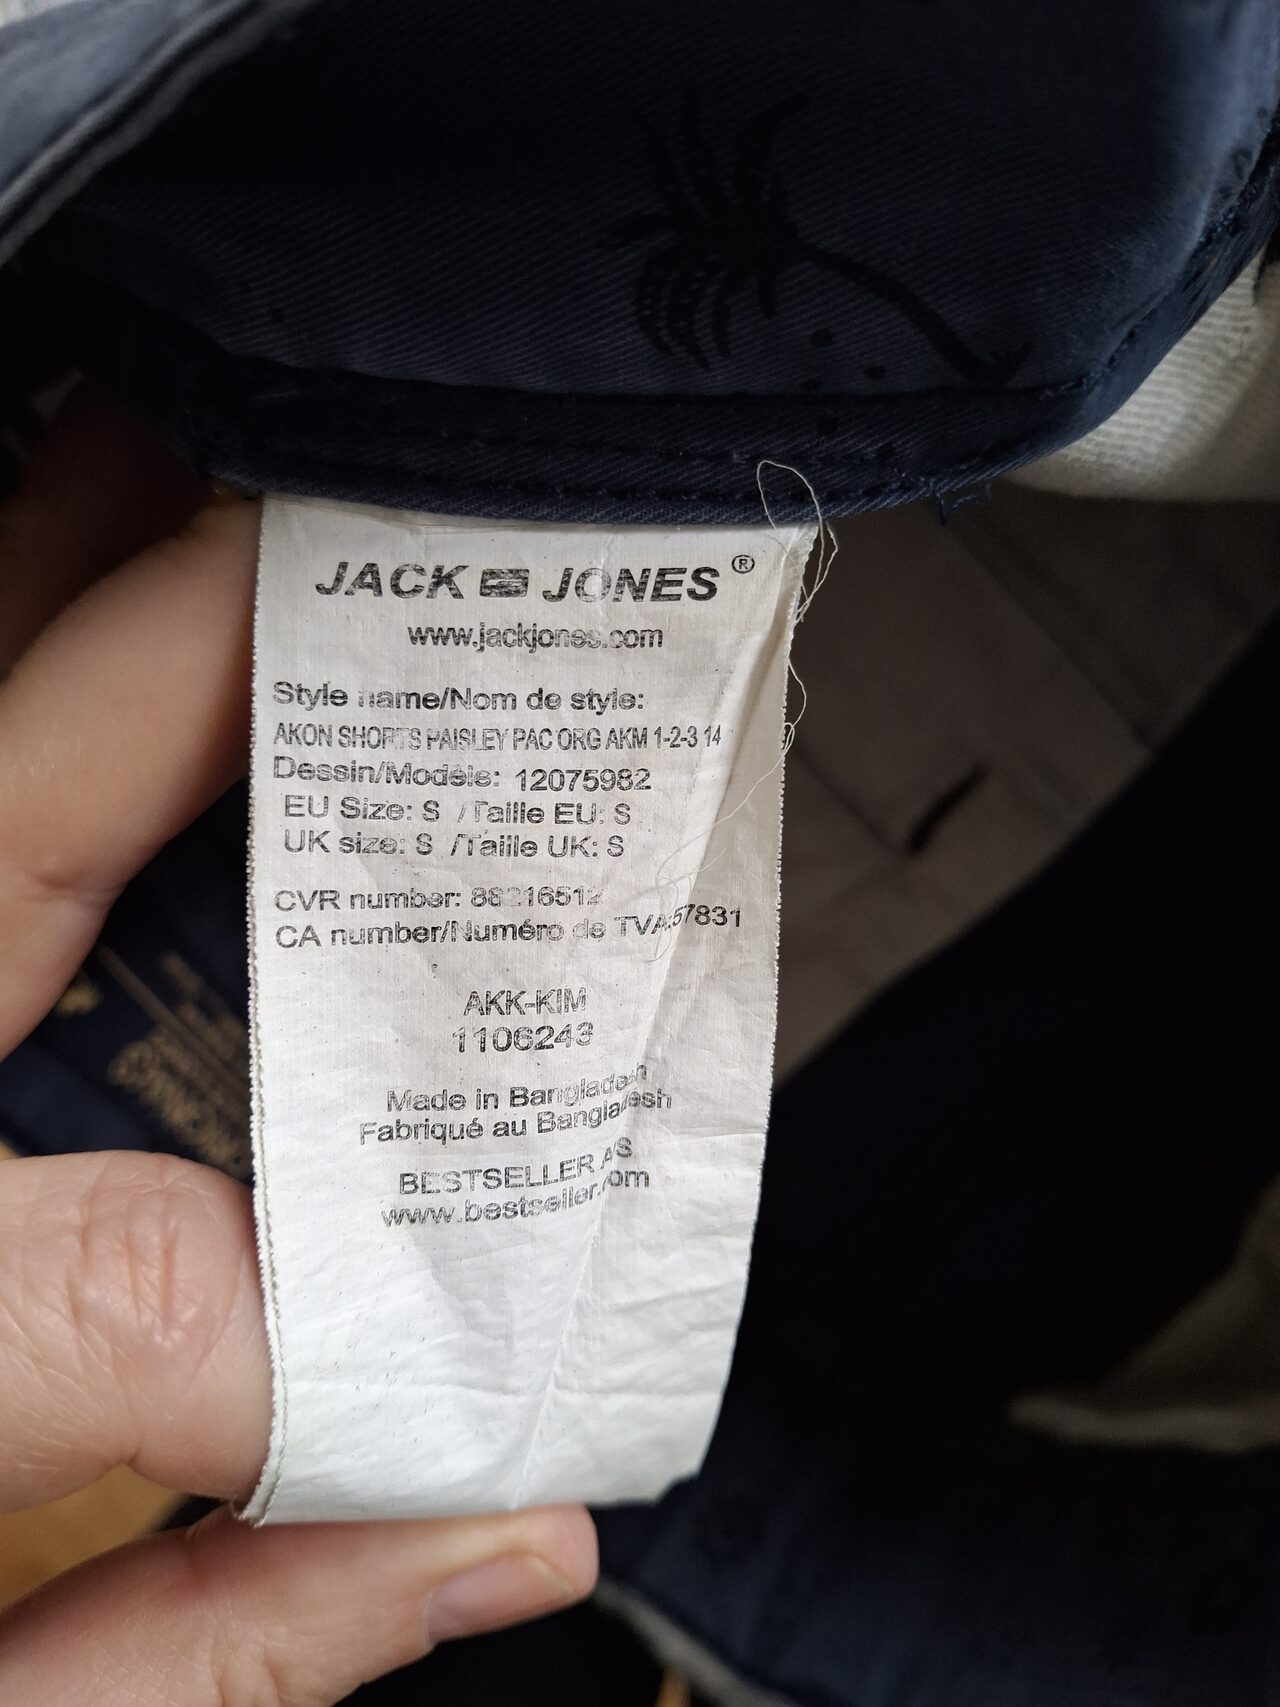 JACK JONES ®
www.jackjones.com
Style name/Nom de style:
AKON SHORTS PAISLEY PAC ORG AKM 1-2-3 14
Dessin/Modèle: 12075982
EU Size: S /Taille EU: S
UK size: S /Taille UK: S
CVR number:
CA number/Numéro de TVA:57831
AKK-KIM
1106243
Made in Bangladesh
Fabriqué au Bangladesh
BESTSELLER A/S
www.bestseller.com